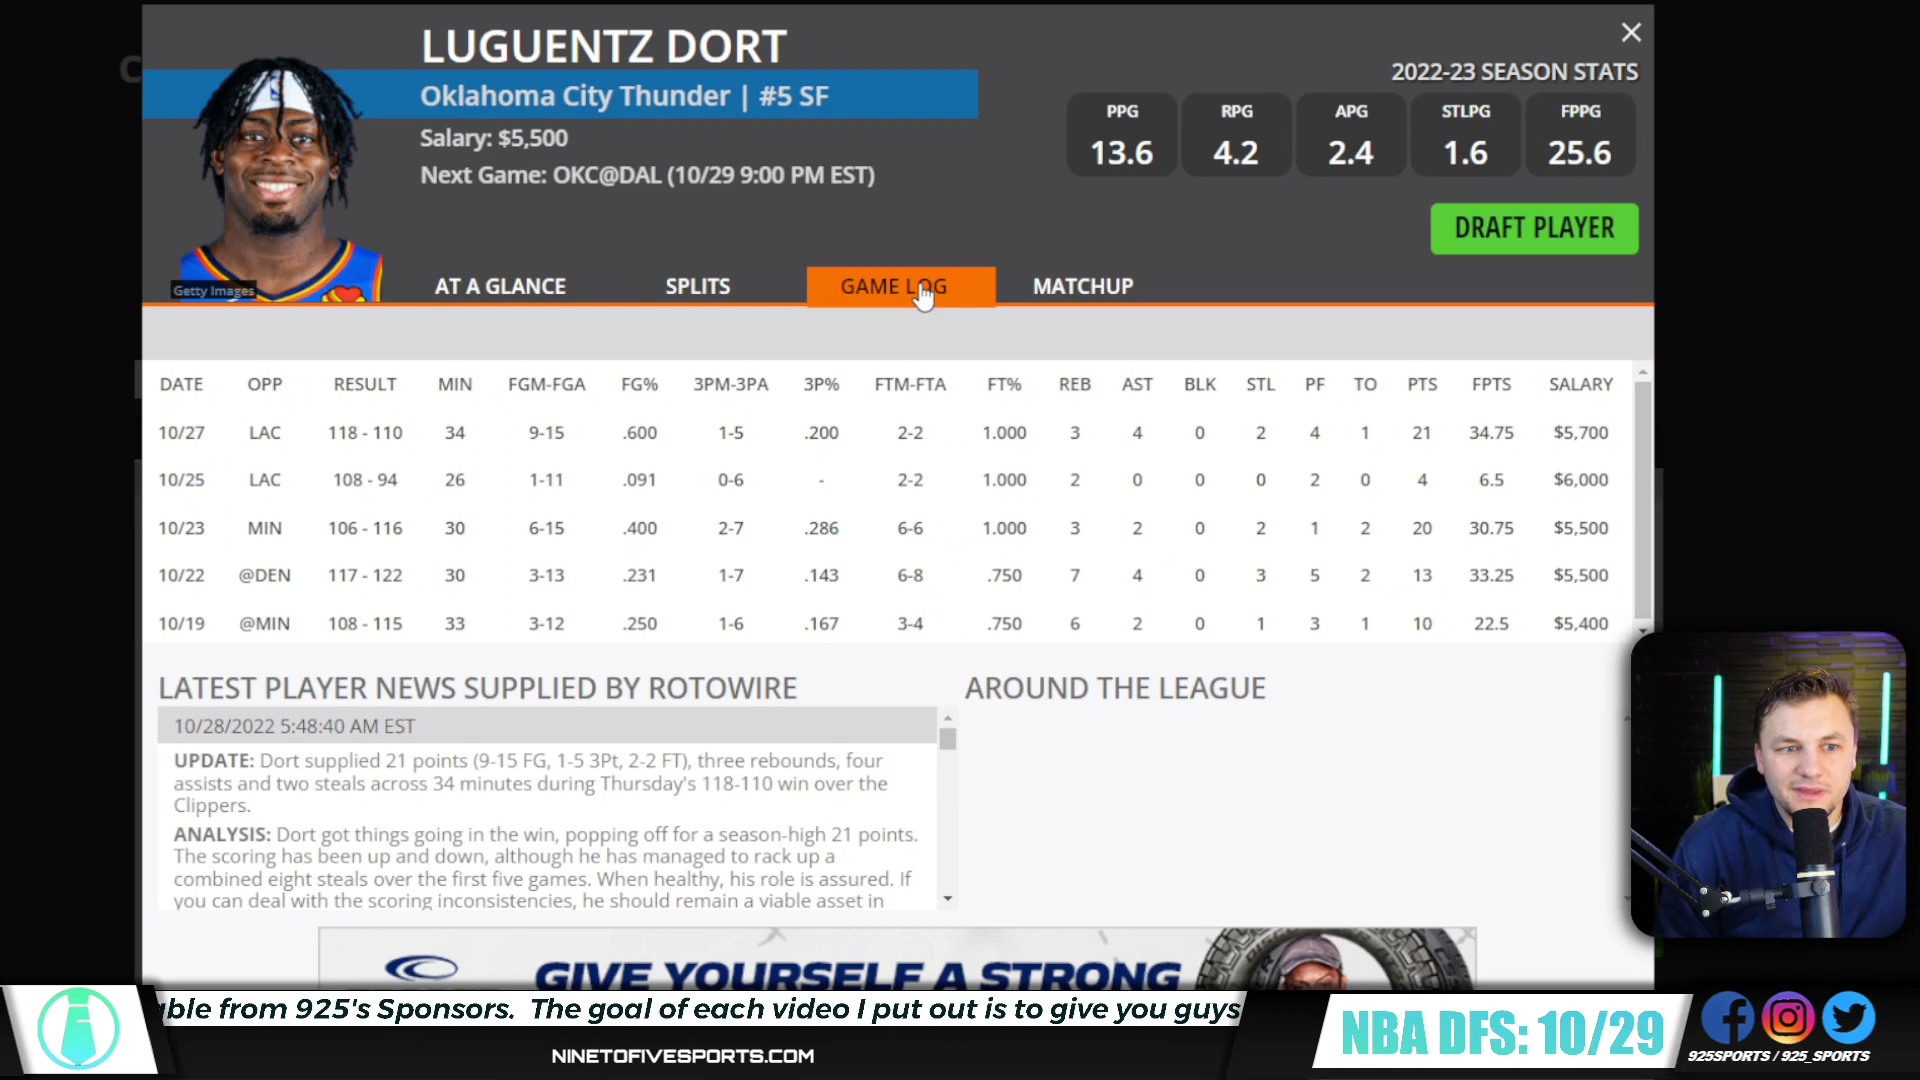 LUGUENTZ DORT
Oklahoma City Thunder | #5 SF
Salary: $5,500
Next Game: OKC@DAL (10/29 9:00 PM EST)
2022-23 SEASON STATS
PPG RPG APG STLPG FPPG
13.6 4.2 2.4 1.6 25.6
DRAFT PLAYER
Getty Images
AT A GLANCE SPLITS GAME LOG MATCHUP
DATE OPP RESULT MIN FGM-FGA FG% 3PM-3PA 3P% FTM-FTA FT% REB AST BLK STL PF TO PTS FPTS SALARY
10/27 LAC 118 - 110 34 9-15 .600 1-5 .200 2-2 1.000 3 4 0 2 4 1 21 34.75 $5,700
10/25 LAC 108 - 94 26 1-11 .091 0-6 - 2-2 1.000 2 0 0 0 2 0 4 6.5 $6,000
10/23 MIN 106 - 116 30 6-15 .400 2-7 .286 6-6 1.000 3 2 0 2 1 2 20 30.75 $5,500
10/22 @DEN 117 - 122 30 3-13 .231 1-7 .143 6-8 .750 7 4 0 3 5 2 13 33.25 $5,500
10/19 @MIN 108 - 115 33 3-12 .250 1-6 .167 3-4 .750 6 2 0 1 3 1 10 22.5 $5,400
LATEST PLAYER NEWS SUPPLIED BY ROTOWIRE
10/28/2022 5:48:40 AM EST
UPDATE: Dort supplied 21 points (9-15 FG, 1-5 3Pt, 2-2 FT), three rebounds, four
assists and two steals across 34 minutes during Thursday's 118-110 win over the
Clippers.
ANALYSIS: Dort got things going in the win, popping off for a season-high 21 points.
The scoring has been up and down, although he has managed to rack up a
combined eight steals over the first five games. When healthy, his role is assured. If
you can deal with the scoring inconsistencies, he should remain a viable asset in
AROUND THE LEAGUE
GIVE YOURSELF A STRONG
from 925's Sponsors. The goal of each video I put out is to give you guys
NINETOFIVESPORTS.COM
NBA DFS: 10/29
925SPORTS / 925_SPORTS